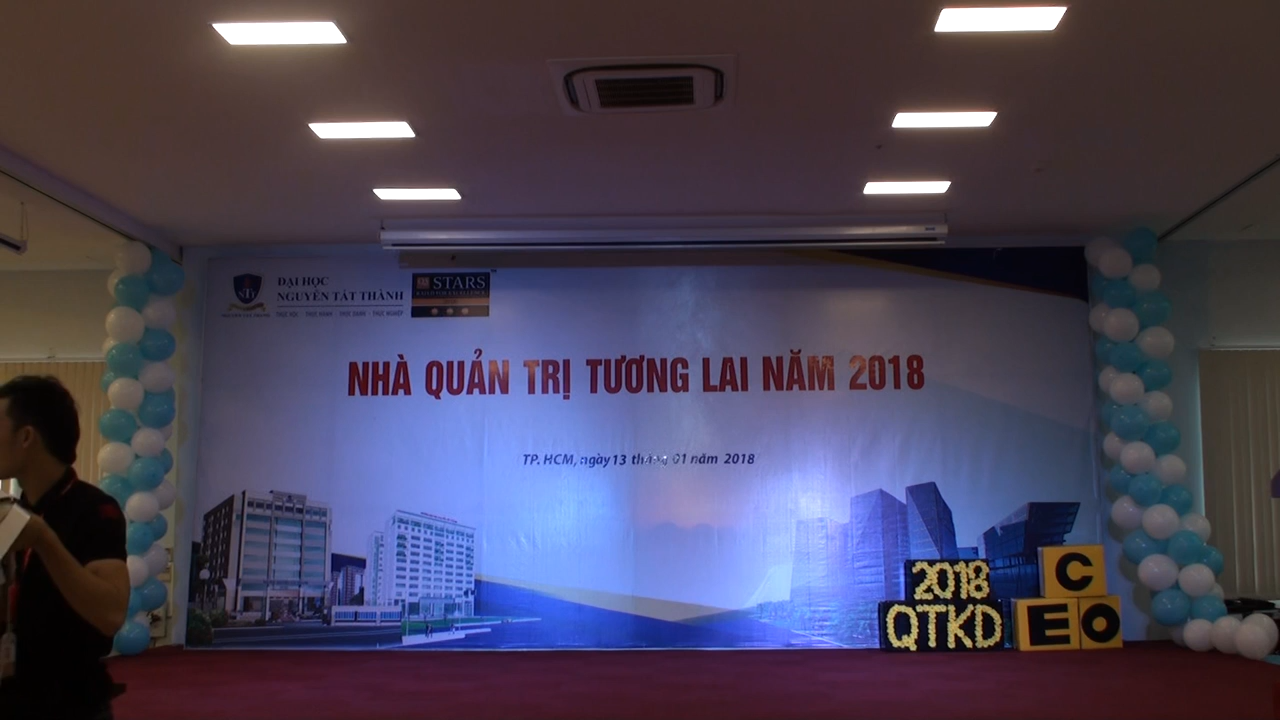 ĐẠI HỌC
NGUYỄN TẤT THÀNH
STARS
NHÀ QUẢN TRỊ TƯƠNG LAI NĂM 2018
TP. HCM, ngày 13 tháng 01 năm 2018
2018
QTKD
C
EO